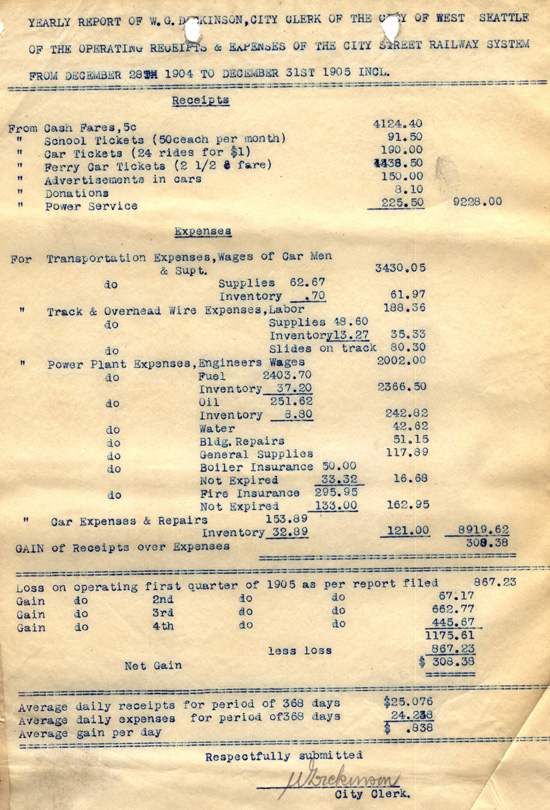 YEARLY REPORT OF W.G. DICKINSON,CITY CLERK OF THE CITY OF WEST SEATTLE
OF THE OPERATING RECEIPTS & EXPENSES OF THE CITY STREET RAILWAY SYSTEM
FROM DECEMBER 28TH 1904 TO DECEMBER 31ST 1905 INCL.
Receipts
From Cash Fares,5c 4124.40
" School Tickets (50ceach per month) 91.50
" Car Tickets (24 rides for $1) 190.00
" Ferry Car Tickets (2 1/2 ¢ fare) 4438.50
" Advertisements in cars 150.00
" Donations 8.10
" Power Service 225.50 9228.00
Expenses
For Transportation Expenses,Wages of Car Men
& Supt. 3430.05
do Supplies 62.67
Inventory .70 61.97
" Track & Overhead Wire Expenses,Labor 188.36
do Supplies 48.60
Inventory13.27 35.33
do Slides on track 80.30
" Power Plant Expenses,Engineers Wages 2002.00
do Fuel 2403.70
Inventory 37.20 2366.50
do Oil 251.62
Inventory 8.80 242.82
do Water 42.62
do Bldg.Repairs 51.15
do General Supplies 117.89
do Boiler Insurance 50.00
Not Expired 33.32 16.68
do Fire Insurance 295.95
Not Expired 133.00 162.95
" Car Expenses & Repairs 153.89
Inventory 32.89 121.00 8919.62
GAIN of Receipts over Expenses 308.38
Loss on operating first quarter of 1905 as per report filed 867.23
Gain do 2nd do do 67.17
Gain do 3rd do do 662.77
Gain do 4th do do 445.67
1175.61
less loss 867.23
Net Gain $ 308.38
Average daily receipts for period of 368 days $25.076
Average daily expenses for period of368 days 24.238
Average gain per day $ .838
Respectfully submitted
WGDickinson
City Clerk.